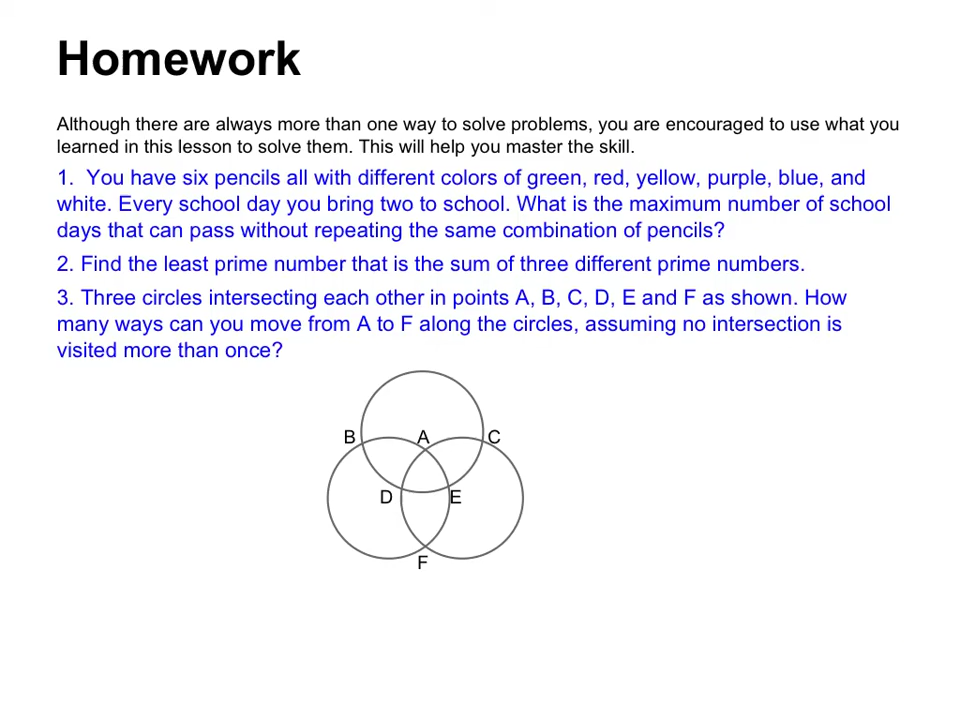 Homework
Although there are always more than one way to solve problems, you are encouraged to use what you
learned in this lesson to solve them. This will help you master the skill.
1.  You have six pencils all with different colors of green, red, yellow, purple, blue, and
white. Every school day you bring two to school. What is the maximum number of school
days that can pass without repeating the same combination of pencils?
2. Find the least prime number that is the sum of three different prime numbers.
3. Three circles intersecting each other in points A, B, C, D, E and F as shown. How
many ways can you move from A to F along the circles, assuming no intersection is
visited more than once?
B A C
D E
F